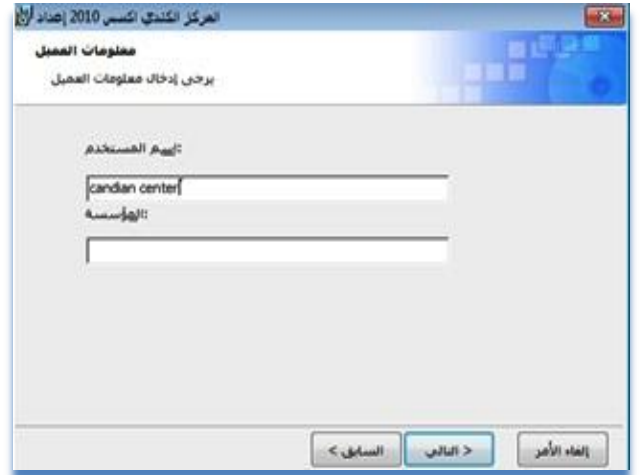 المركز الكندي اكسس 2010 إعداد
معلومات العميل
يرجى إدخال معلومات العميل
اسم المستخدم:
candian center
المؤسسة:
إلغاء الأمر
التالي >
< السابق